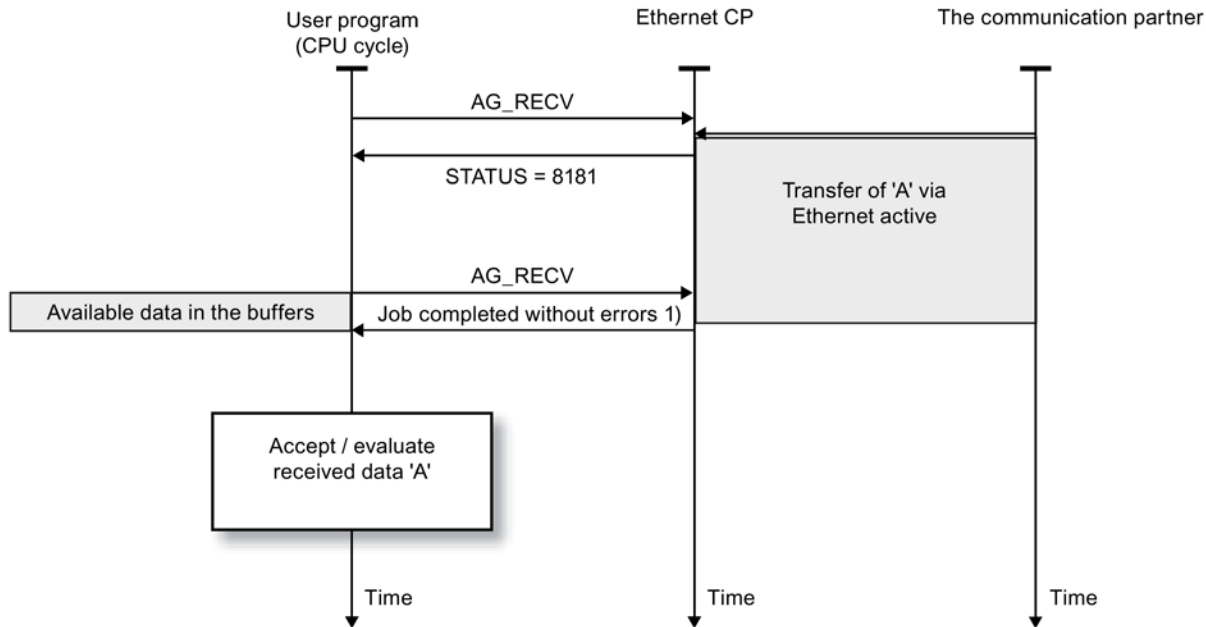 User program
(CPU cycle)
Ethernet CP
The communication partner
AG_RECV
STATUS = 8181
Transfer of 'A' via
Ethernet active
AG_RECV
Available data in the buffers
Job completed without errors 1)
Accept / evaluate
received data 'A'
Time
Time
Time